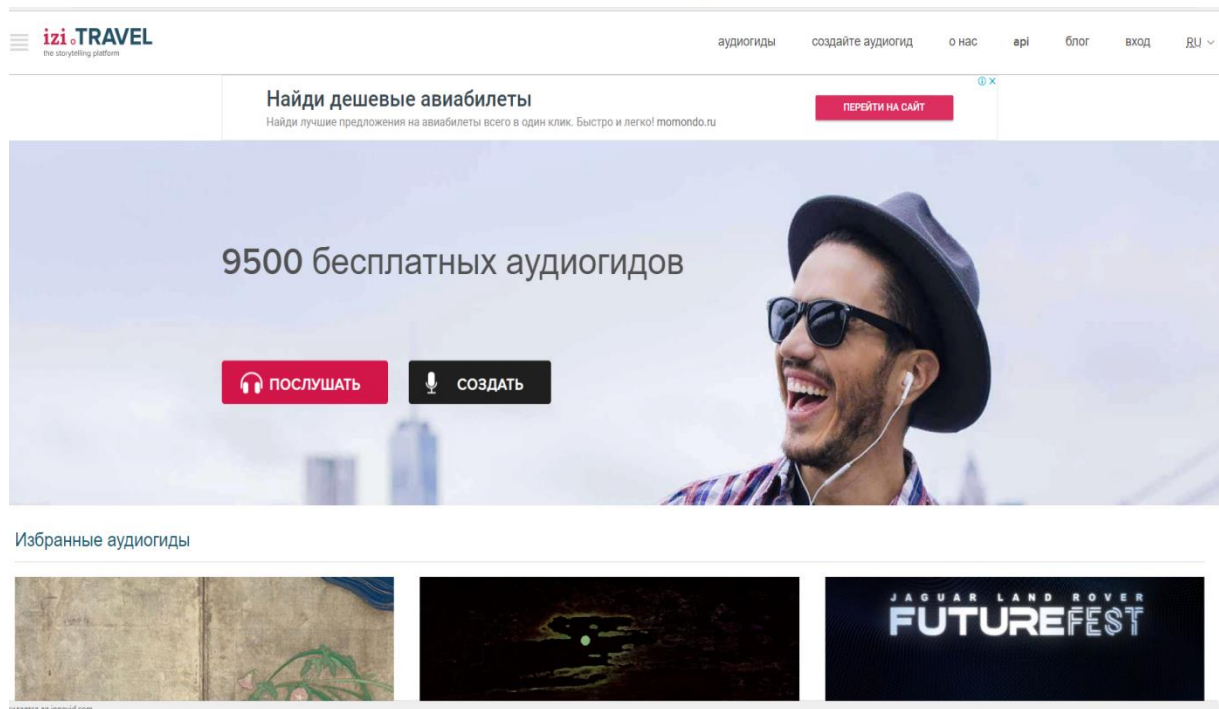 izi.TRAVEL
the storytelling platform
аудиогиды создайте аудиогид о нас api блог вход RU
Найди дешевые авиабилеты
Найди лучшие предложения на авиабилеты всего в один клик. Быстро и легко! momondo.ru
ПЕРЕЙТИ НА САЙТ
9500 бесплатных аудиогидов
ПОСЛУШАТЬ
СОЗДАТЬ
Избранные аудиогиды
JAGUAR LAND ROVER
FUTUREFEST